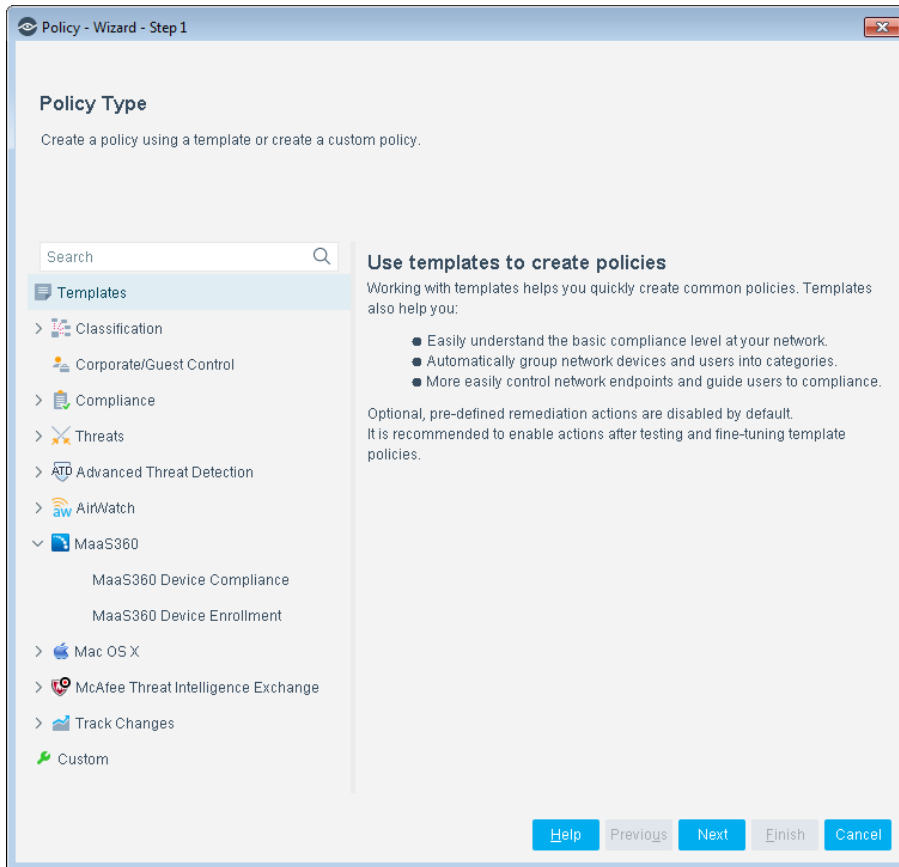 Policy - Wizard - Step 1
Policy Type
Create a policy using a template or create a custom policy.
Search
Templates
Classification
Corporate/Guest Control
Compliance
Threats
ATD Advanced Threat Detection
aw AirWatch
MaaS360
MaaS360 Device Compliance
MaaS360 Device Enrollment
Mac OS X
McAfee Threat Intelligence Exchange
Track Changes
Custom
Use templates to create policies
Working with templates helps you quickly create common policies. Templates
also help you:
● Easily understand the basic compliance level at your network.
● Automatically group network devices and users into categories.
● More easily control network endpoints and guide users to compliance.
Optional, pre-defined remediation actions are disabled by default.
It is recommended to enable actions after testing and fine-tuning template
policies.
Help Previous Next Finish Cancel